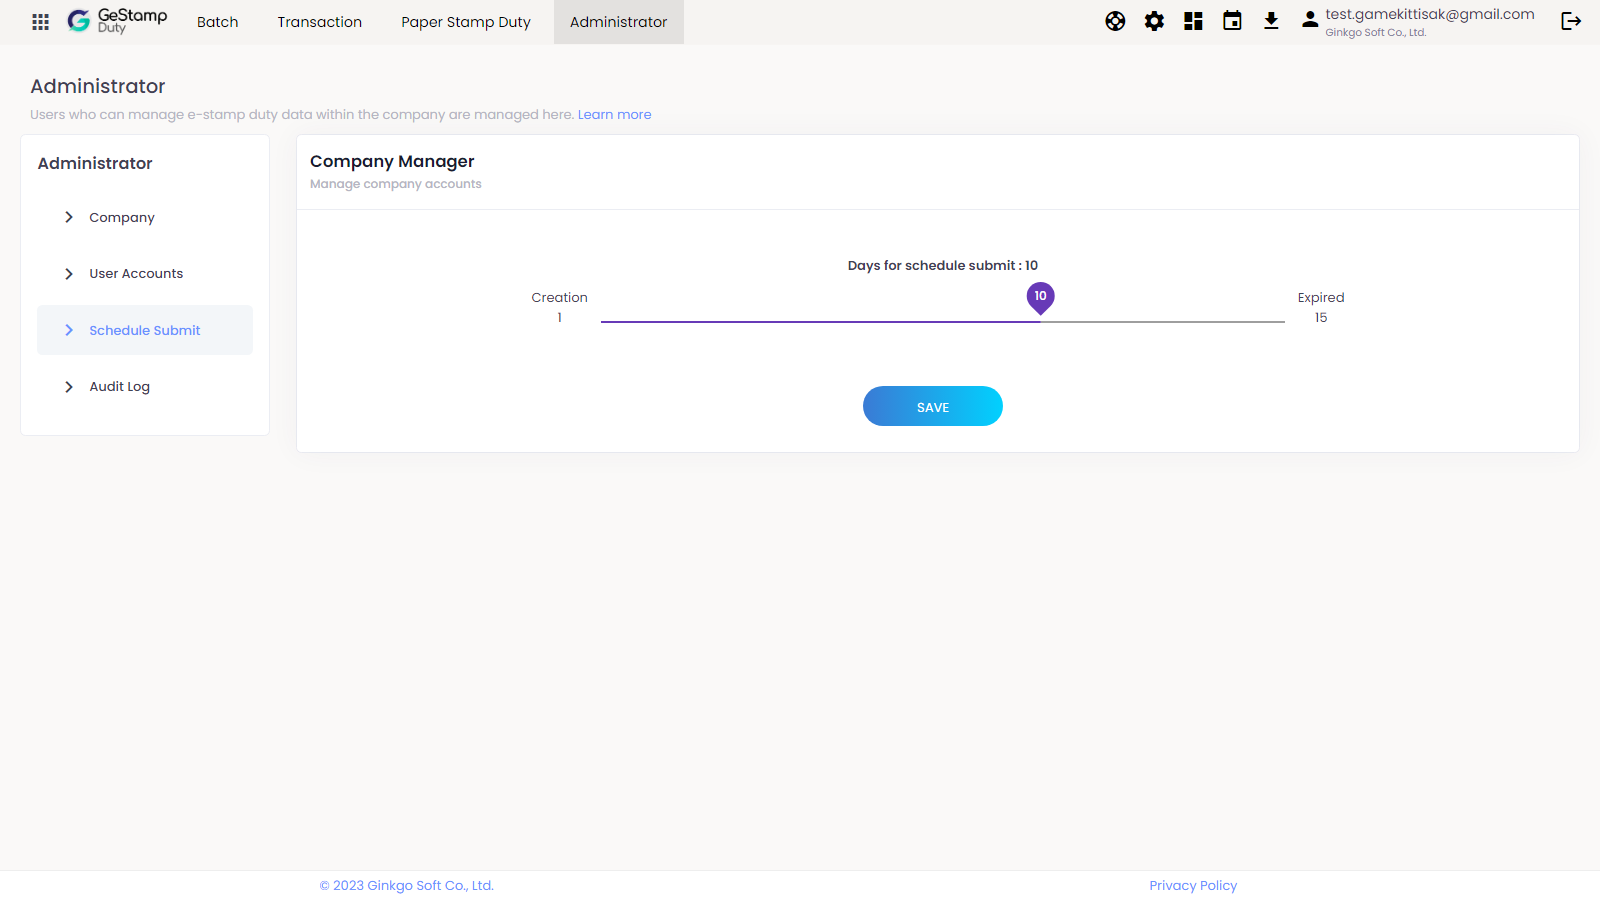 GeStamp
Duty
Batch
Transaction
Paper Stamp Duty
Administrator
test.gamekittisak@gmail.com
Ginkgo Soft Co., Ltd.
Administrator
Users who can manage e-stamp duty data within the company are managed here. Learn more
Administrator
Company
User Accounts
Schedule Submit
Audit Log
Company Manager
Manage company accounts
Days for schedule submit : 10
Creation
1
10
Expired
15
SAVE
© 2023 Ginkgo Soft Co., Ltd.
Privacy Policy